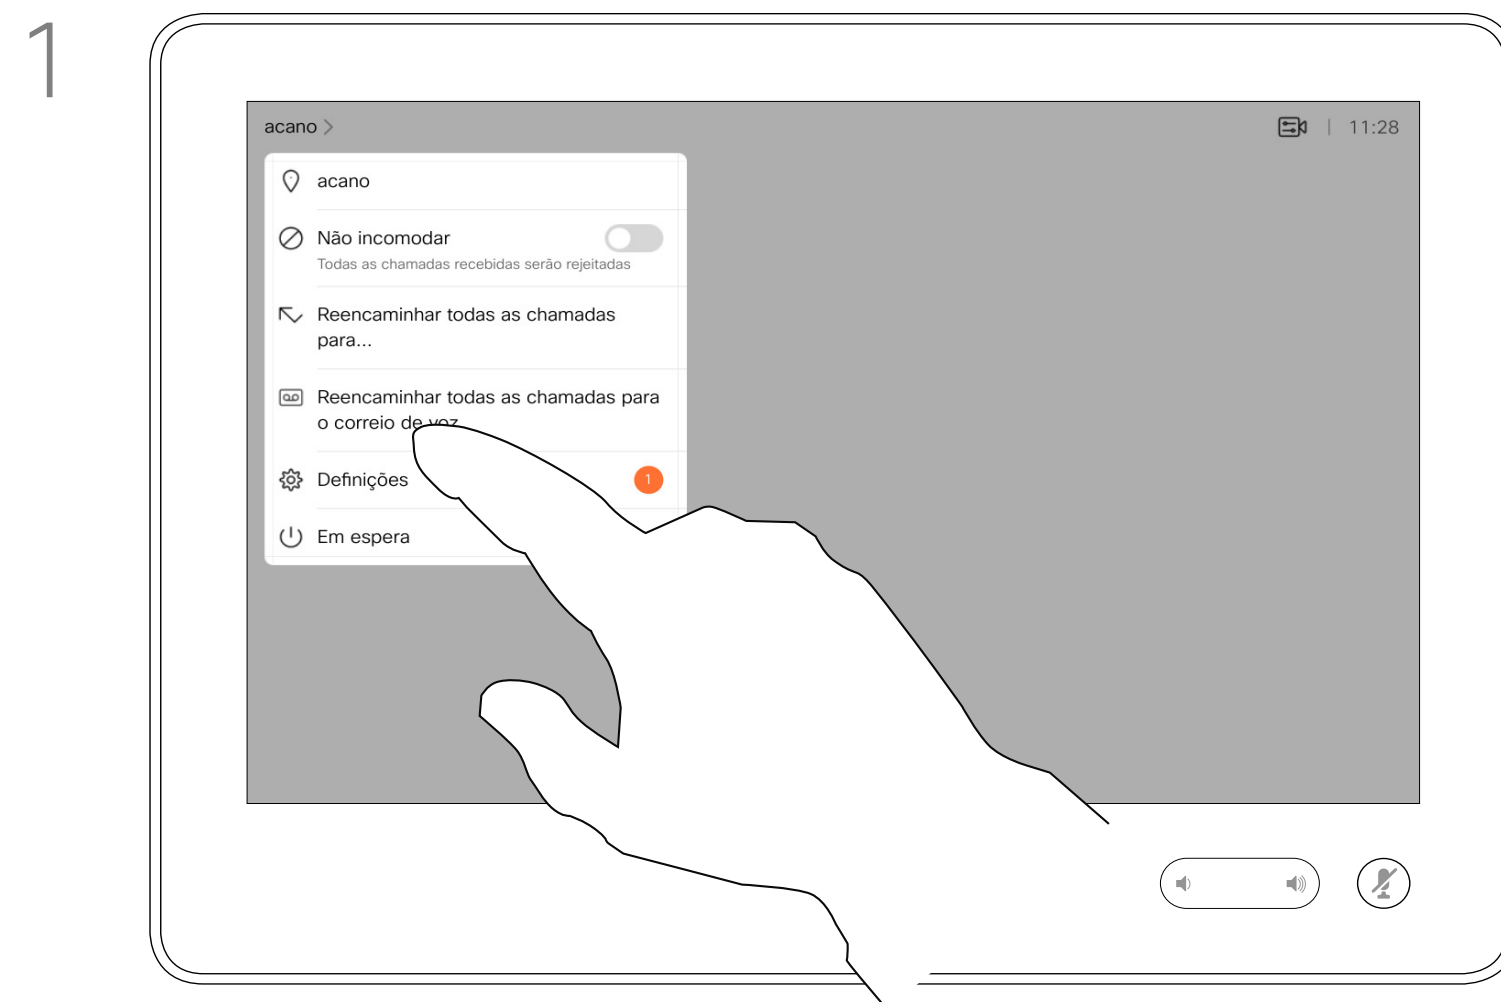 1
acano >
11:28
acano
Não incomodar
Todas as chamadas recebidas serão rejeitadas
Reencaminhar todas as chamadas
para...
Reencaminhar todas as chamadas para
o correio de voz
Definições
1
Em espera